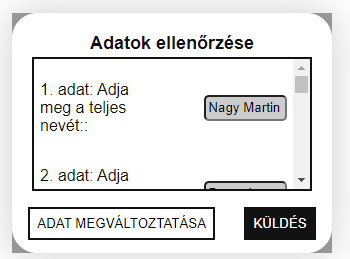 Adatok ellenőrzése
1. adat: Adja
meg a teljes
nevét::
Nagy Martin
2. adat: Adja
ADAT MEGVÁLTOZTATÁSA
KÜLDÉS